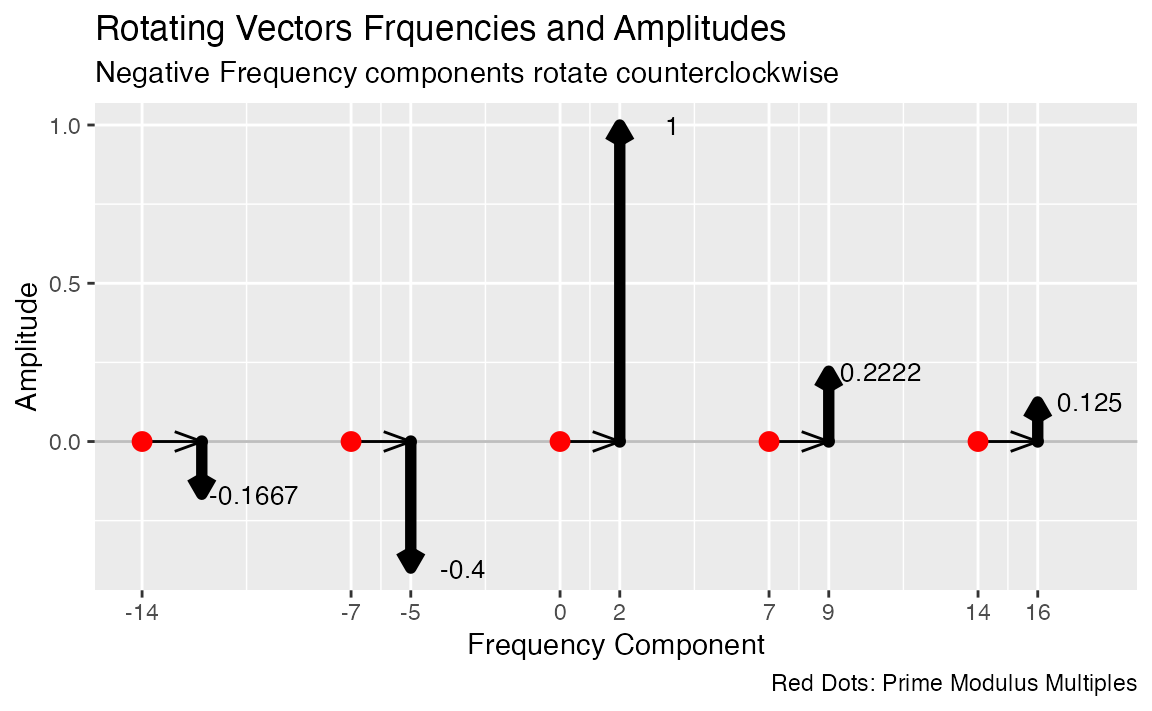 Rotating Vectors Frquencies and Amplitudes
Negative Frequency components rotate counterclockwise
1.0
1
0.5
Amplitude
0.2222
0.125
0.0
-0.1667
-0.4
-14 -7 -5 0 2 7 9 14 16
Frequency Component
Red Dots: Prime Modulus Multiples